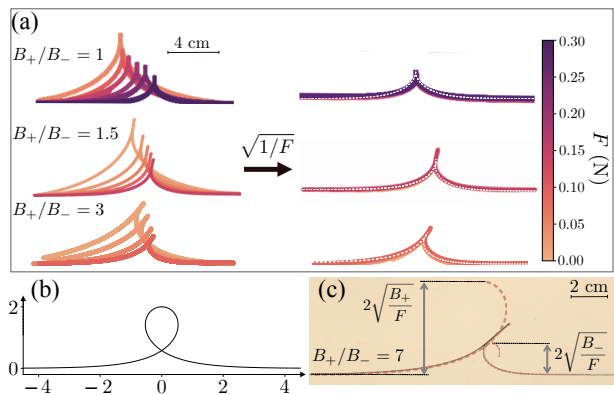 (a)
B₊/B₋ = 1
4 cm
B₊/B₋ = 1.5
√1/F
B₊/B₋ = 3
0.30
0.25
0.20
0.15
0.10
0.05
0.00
F (N)
(b)
2
0
−4 −2 0 2 4
(c)
2√B₊/F
2 cm
B₊/B₋ = 7
2√B₋/F